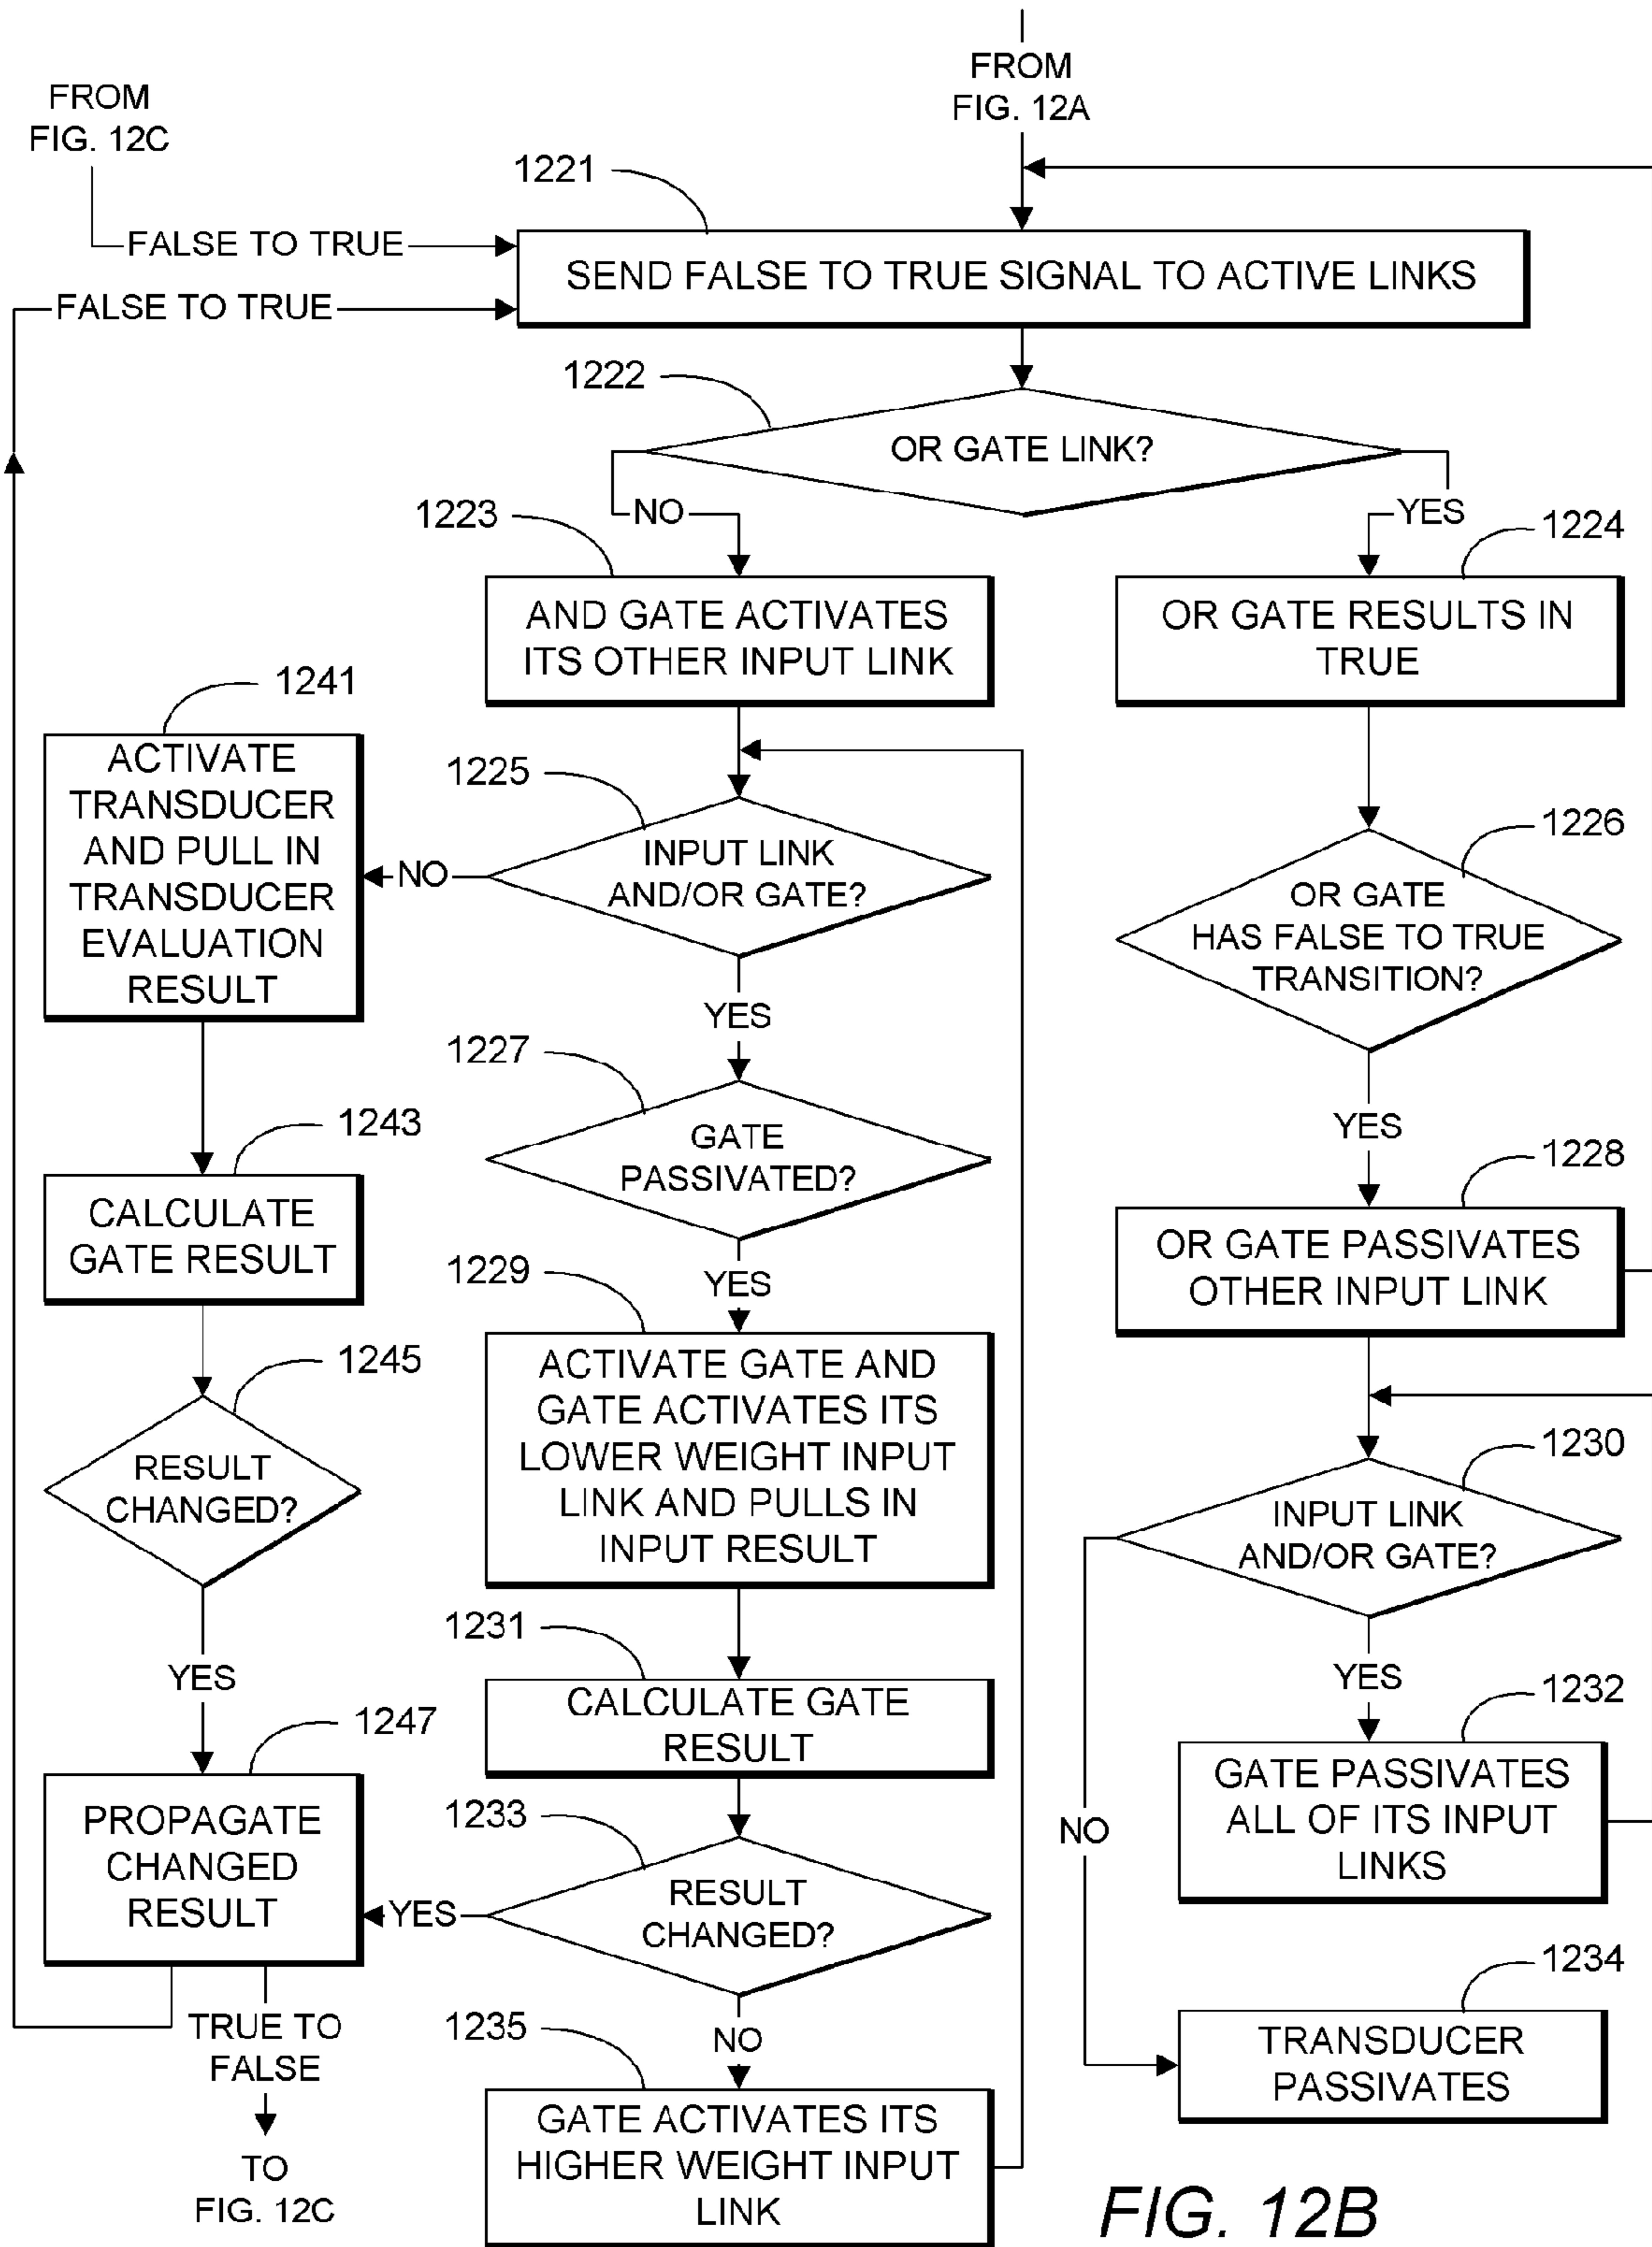 FROM
FIG. 12A
FROM
FIG. 12C
1221
FALSE TO TRUE
SEND FALSE TO TRUE SIGNAL TO ACTIVE LINKS
FALSE TO TRUE
1222
OR GATE LINK?
NO
YES
1223
AND GATE ACTIVATES
ITS OTHER INPUT LINK
1224
OR GATE RESULTS IN
TRUE
1241
ACTIVATE
TRANSDUCER
AND PULL IN
TRANSDUCER
EVALUATION
RESULT
1225
INPUT LINK
AND/OR GATE?
NO
YES
1226
OR GATE
HAS FALSE TO TRUE
TRANSITION?
YES
1227
GATE
PASSIVATED?
YES
1243
CALCULATE
GATE RESULT
1228
OR GATE PASSIVATES
OTHER INPUT LINK
1229
ACTIVATE GATE AND
GATE ACTIVATES ITS
LOWER WEIGHT INPUT
LINK AND PULLS IN
INPUT RESULT
1245
RESULT
CHANGED?
YES
1230
INPUT LINK
AND/OR GATE?
YES
NO
1231
CALCULATE GATE
RESULT
1232
GATE PASSIVATES
ALL OF ITS INPUT
LINKS
1247
PROPAGATE
CHANGED
RESULT
1233
RESULT
CHANGED?
YES
NO
1234
TRANSDUCER
PASSIVATES
TRUE TO
FALSE
TO
FIG. 12C
1235
GATE ACTIVATES ITS
HIGHER WEIGHT INPUT
LINK
FIG. 12B